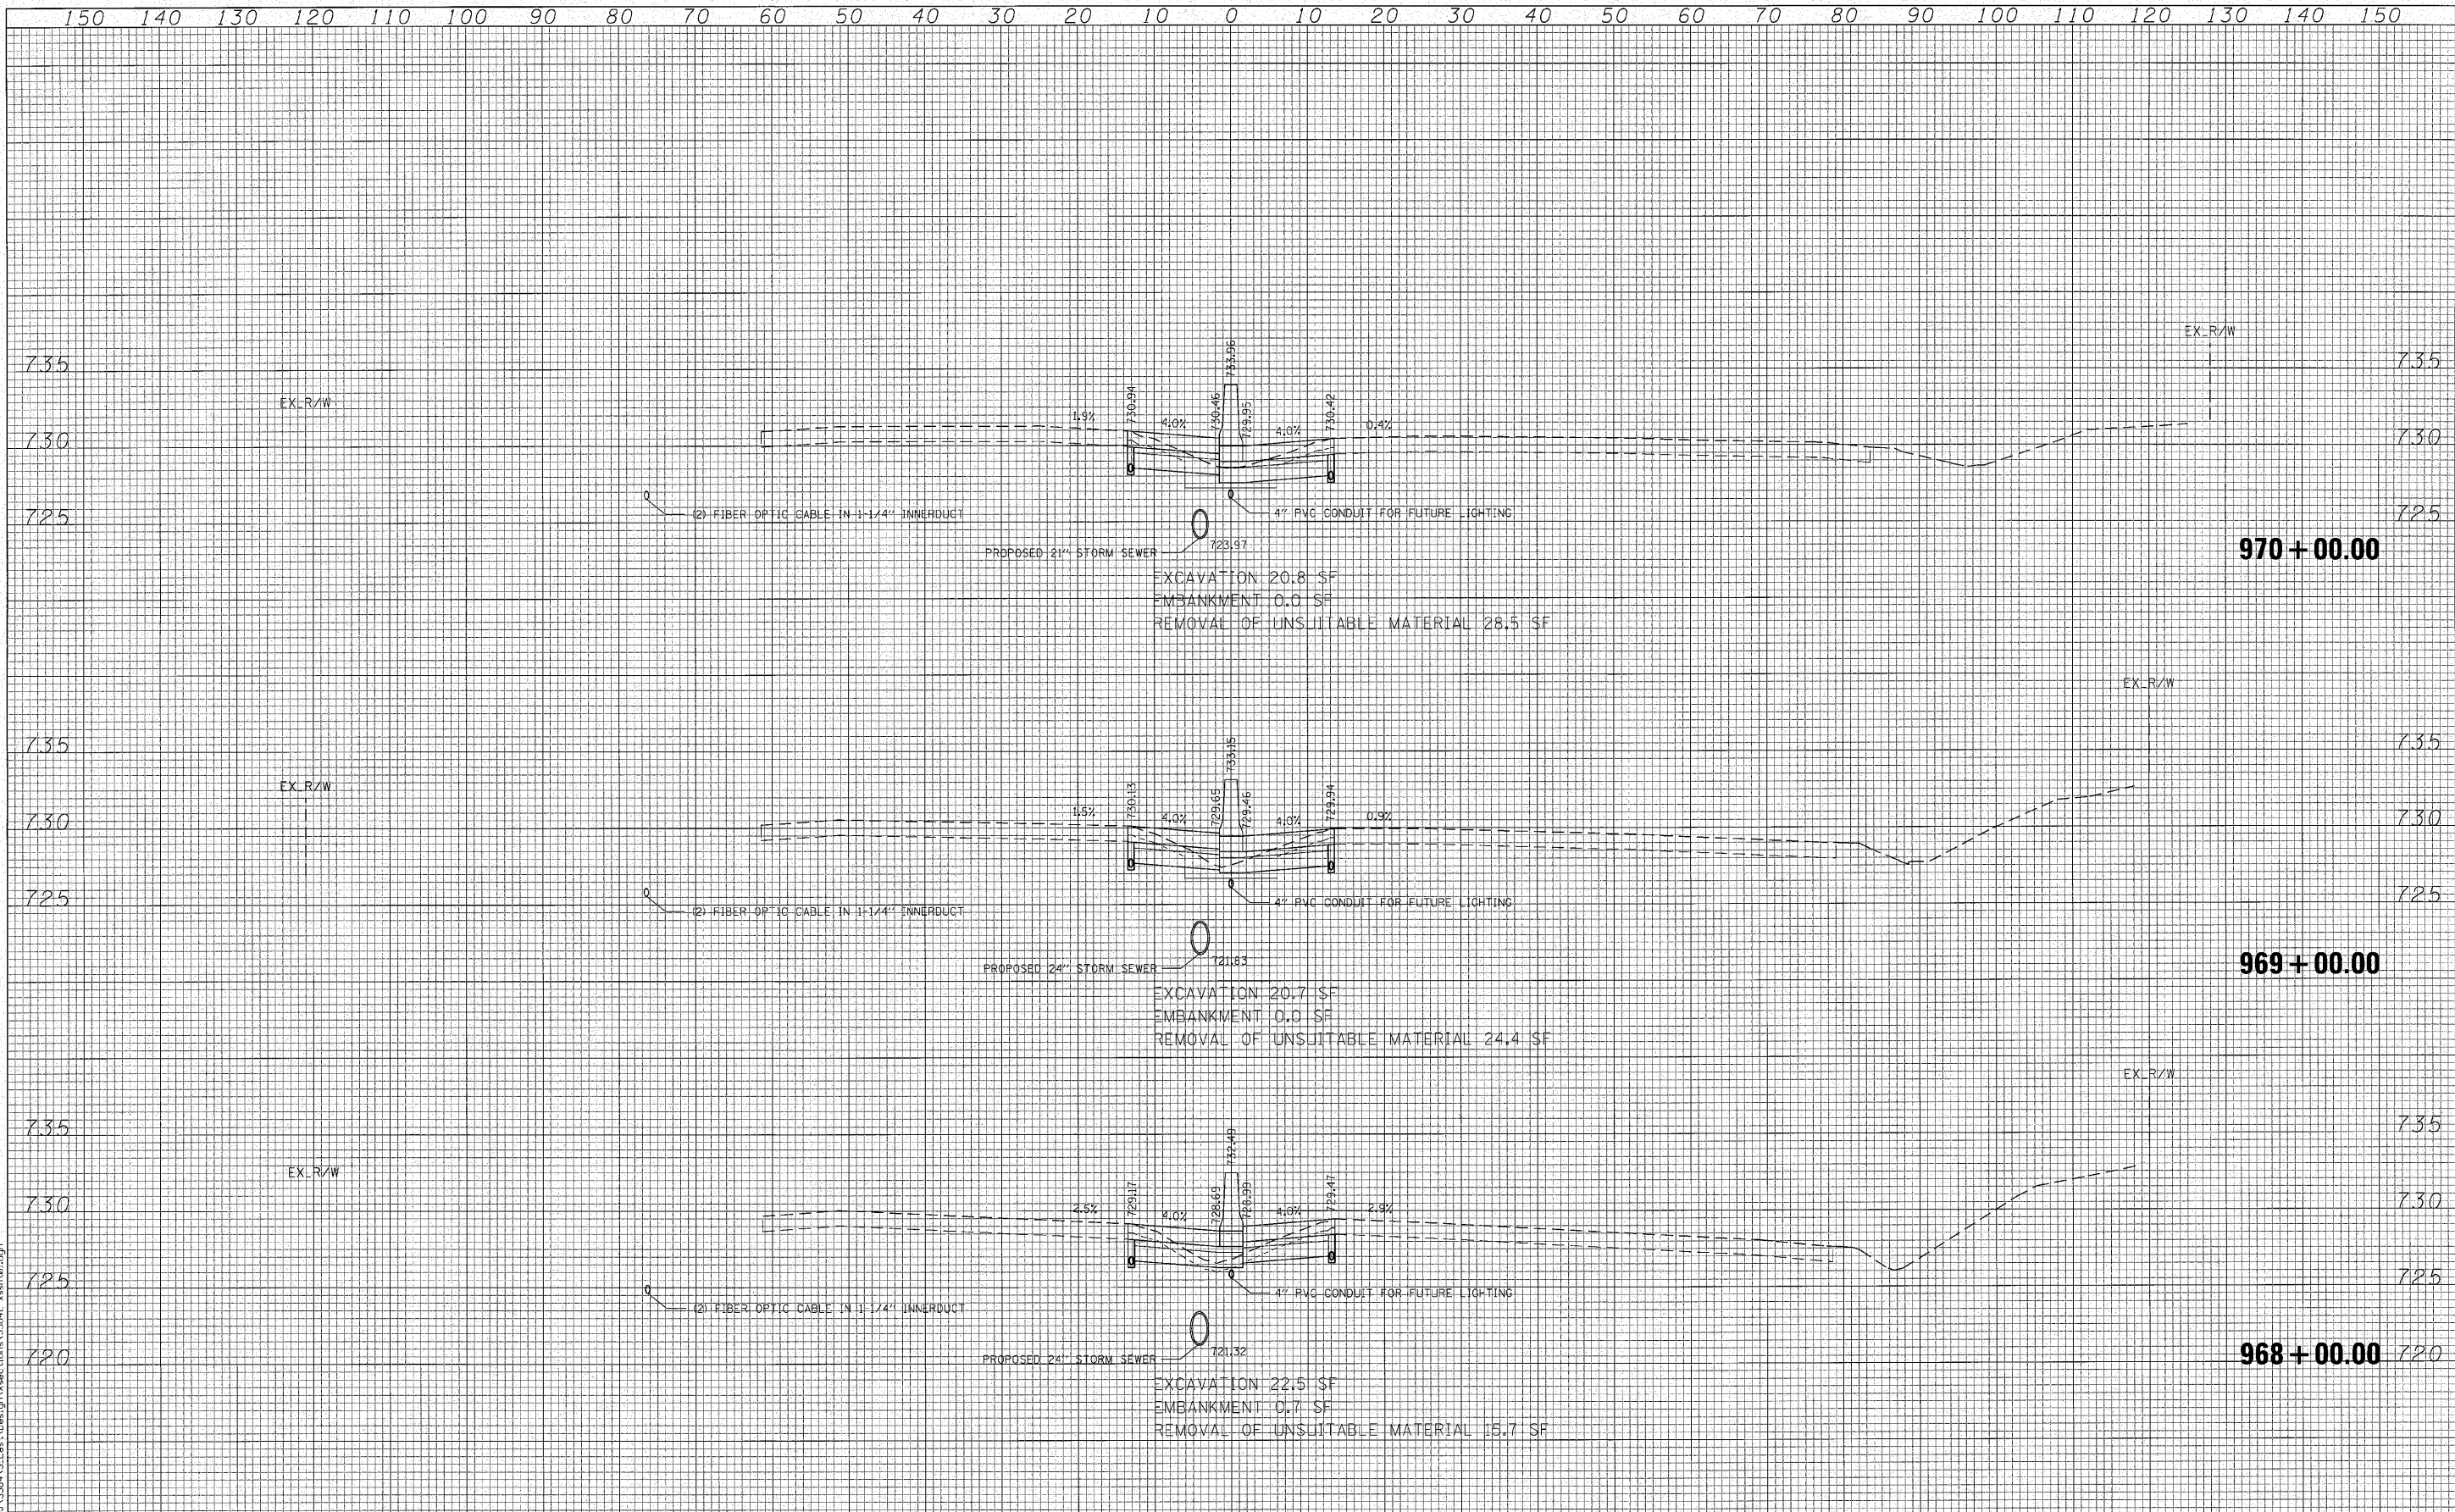 150 140 130 120 110 100 90 80 70 60 50 40 30 20 10 0 10 20 30 40 50 60 70 80 90 100 110 120 130 140 150
EX_R/W
735 733.96 735
EX_R/W
730.94 730.46 729.95 730.42
1.9% 4.0% 4.0% 0.4%
730 730
(2) FIBER OPTIC CABLE IN 1-1/4" INNERDUCT
4" PVC CONDUIT FOR FUTURE LIGHTING
725 725
PROPOSED 21" STORM SEWER 723.97
970+00.00
EXCAVATION 20.8 SF
EMBANKMENT 0.0 SF
REMOVAL OF UNSUITABLE MATERIAL 28.5 SF
EX_R/W
735 733.15 735
EX_R/W
730.13 729.65 729.46 729.94
1.5% 4.0% 4.0% 0.9%
730 730
725 725
(2) FIBER OPTIC CABLE IN 1-1/4" INNERDUCT
4" PVC CONDUIT FOR FUTURE LIGHTING
PROPOSED 24" STORM SEWER 721.83
969+00.00
EXCAVATION 20.7 SF
EMBANKMENT 0.0 SF
REMOVAL OF UNSUITABLE MATERIAL 24.4 SF
EX_R/W
735 732.49 735
EX_R/W
729.17 728.69 728.99 729.47
730 730
2.5% 4.0% 4.0% 2.9%
725 725
(2) FIBER OPTIC CABLE IN 1-1/4" INNERDUCT
4" PVC CONDUIT FOR FUTURE LIGHTING
PROPOSED 24" STORM SEWER 721.32
720 968+00.00 720
EXCAVATION 22.5 SF
EMBANKMENT 0.7 SF
REMOVAL OF UNSUITABLE MATERIAL 15.7 SF